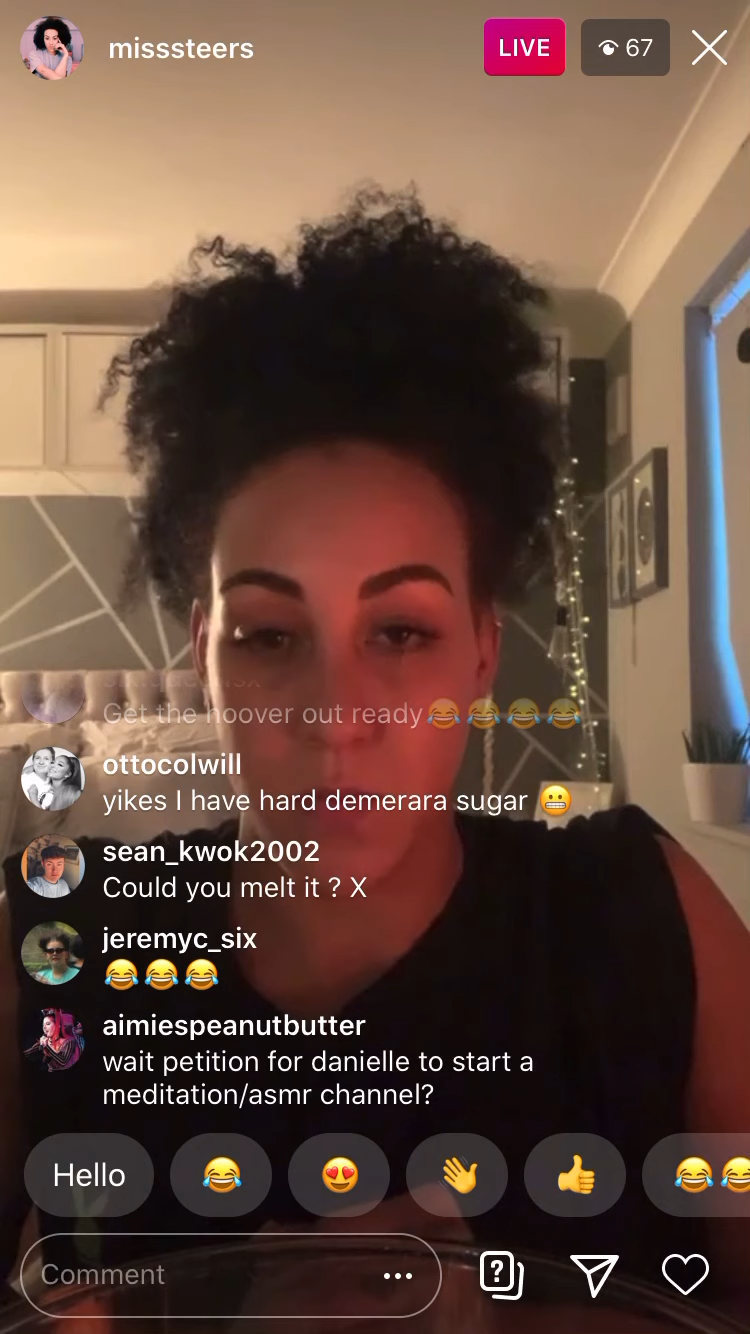 misssteers
LIVE
67
Get the hoover out ready😂😂😂😂
ottocolwill
yikes I have hard demerara sugar 😬
sean_kwok2002
Could you melt it ? X
jeremyc_six
😂😂😂
aimiespeanutbutter
wait petition for danielle to start a
meditation/asmr channel?
Hello
Comment